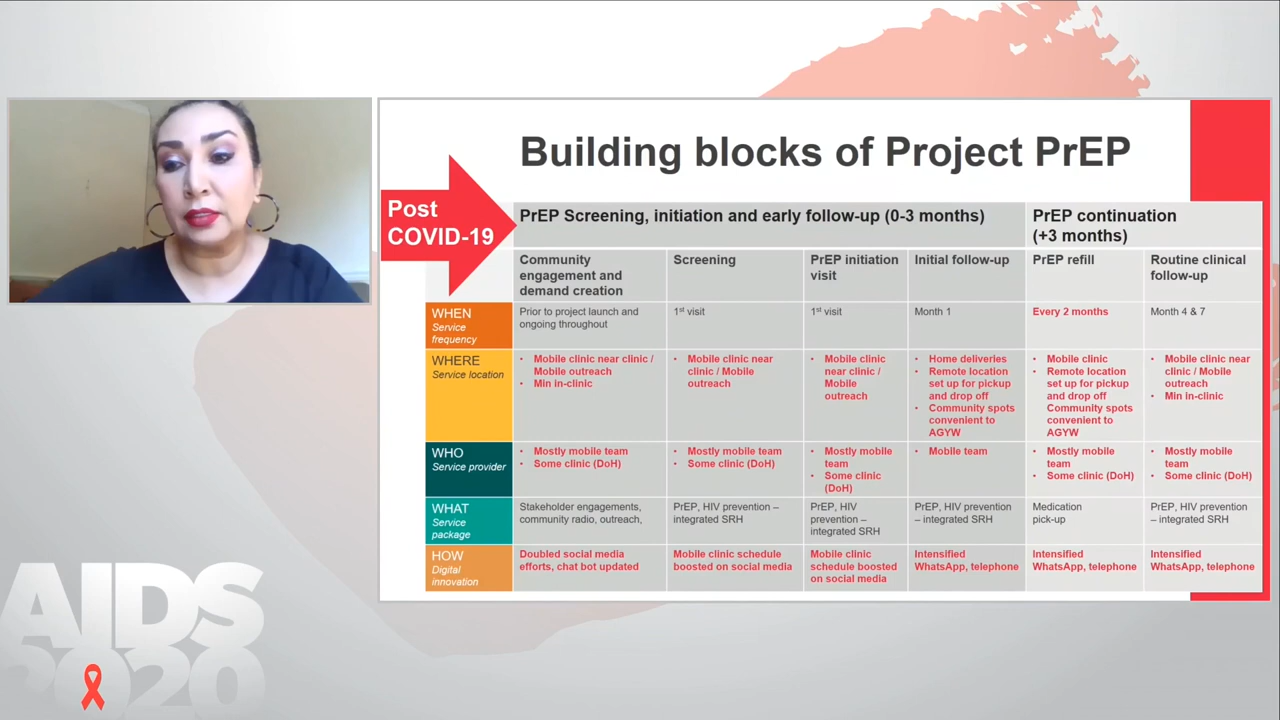 Building blocks of Project PrEP
Post
COVID-19
PrEP Screening, initiation and early follow-up (0-3 months)
PrEP continuation
(+3 months)
Community
engagement and
demand creation
Screening
PrEP initiation
visit
Initial follow-up
PrEP refill
Routine clinical
follow-up
WHEN
Service
frequency
Prior to project launch and
ongoing throughout
1st visit
1st visit
Month 1
Every 2 months
Month 4 & 7
WHERE
Service location
• Mobile clinic near clinic /
Mobile outreach
• Min in-clinic
• Mobile clinic near
clinic / Mobile
outreach
• Mobile clinic
near clinic /
Mobile
outreach
• Home deliveries
• Remote location
set up for pickup
and drop off
• Community spots
convenient to
AGYW
• Mobile clinic
• Remote location
set up for pickup
and drop off
Community spots
convenient to
AGYW
• Mobile clinic near
clinic / Mobile
outreach
• Min in-clinic
WHO
Service provider
• Mostly mobile team
• Some clinic (DoH)
• Mostly mobile team
• Some clinic (DoH)
• Mostly mobile
team
• Some clinic
(DoH)
• Mobile team
• Mostly mobile
team
• Some clinic (DoH)
• Mostly mobile
team
• Some clinic (DoH)
WHAT
Service
package
Stakeholder engagements,
community radio, outreach,
PrEP, HIV prevention –
integrated SRH
PrEP, HIV
prevention –
integrated SRH
PrEP, HIV prevention
– integrated SRH
Medication
pick-up
PrEP, HIV prevention
– integrated SRH
HOW
Digital
innovation
Doubled social media
efforts, chat bot updated
Mobile clinic schedule
boosted on social media
Mobile clinic
schedule boosted
on social media
Intensified
WhatsApp, telephone
Intensified
WhatsApp, telephone
Intensified
WhatsApp, telephone
AIDS
2020